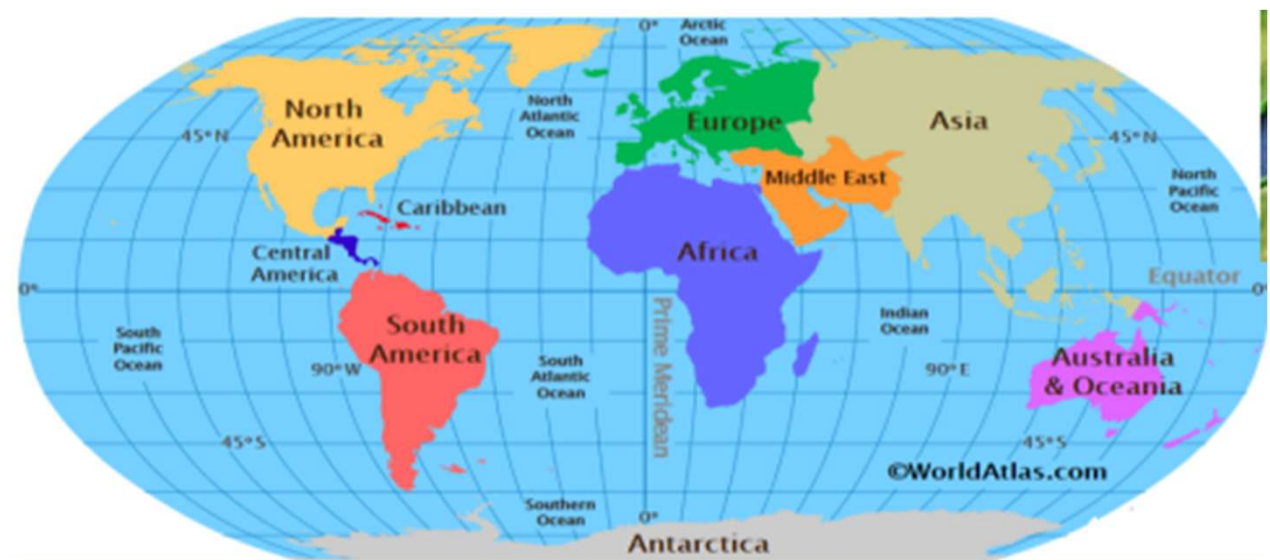 0°
Arctic
Ocean
North
America
North
Atlantic
Ocean
Europe
Asia
45°N
45°N
Middle East
North
Pacific
Ocean
Caribbean
Central
America
Africa
Equator
0°
0°
South
Pacific
Ocean
South
America
Prime Meridean
Indian
Ocean
90°W
South
Atlantic
Ocean
90°E
Australia
& Oceania
45°S
45°S
©WorldAtlas.com
Southern
Ocean
0°
Antarctica